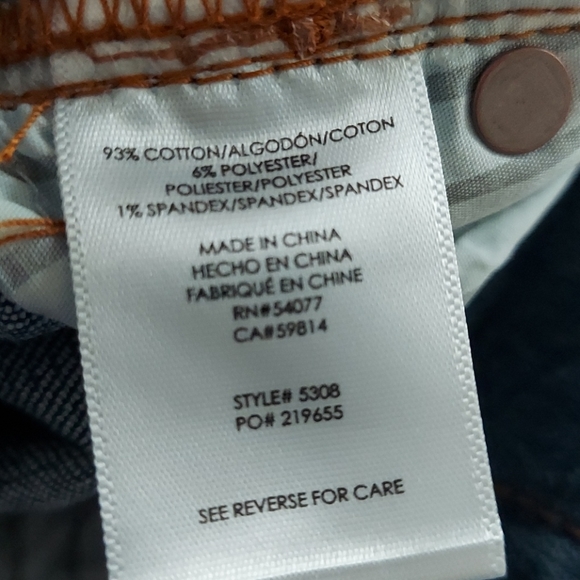 93% COTTON/ALGODÓN/COTON
6% POLYESTER/
POLIESTER/POLYESTER
1% SPANDEX/SPANDEX/SPANDEX
MADE IN CHINA
HECHO EN CHINA
FABRIQUÉ EN CHINE
RN#54077
CA#59814
STYLE# 5308
PO# 219655
SEE REVERSE FOR CARE